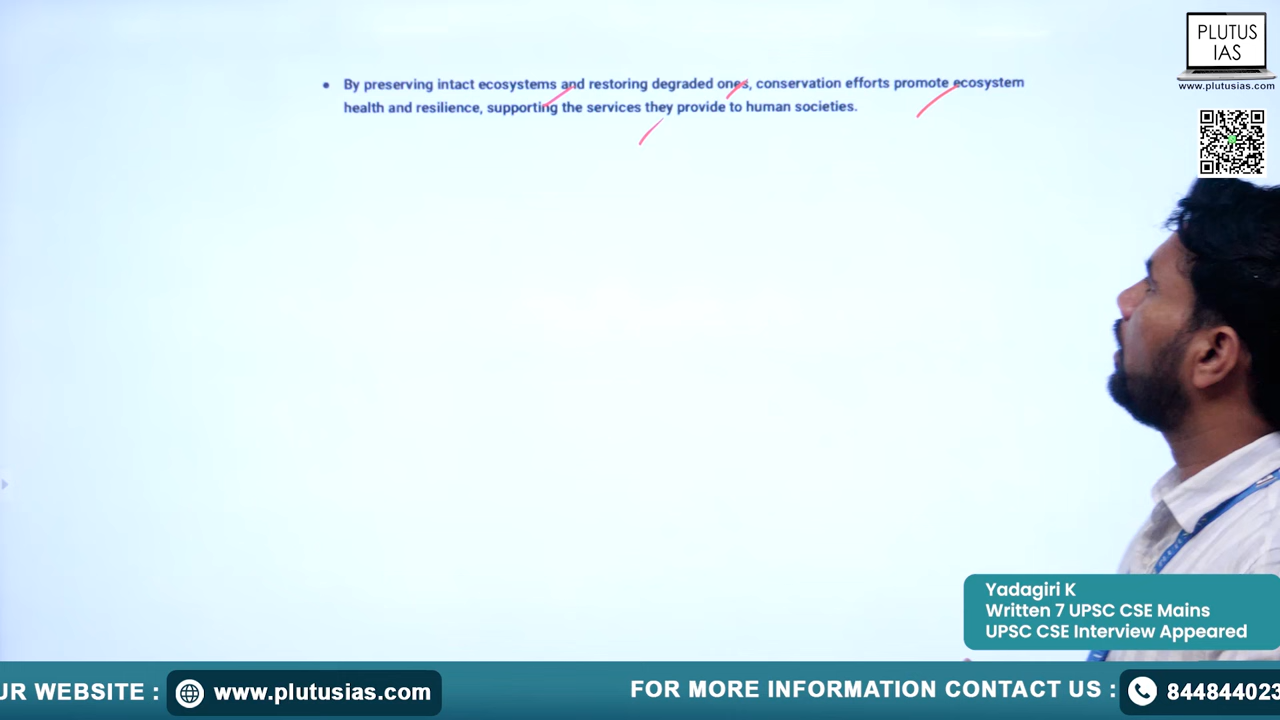 PLUTUS
IAS
www.plutusias.com
• By preserving intact ecosystems and restoring degraded ones, conservation efforts promote ecosystem
health and resilience, supporting the services they provide to human societies.
Yadagiri K
Written 7 UPSC CSE Mains
UPSC CSE Interview Appeared
UR WEBSITE : www.plutusias.com
FOR MORE INFORMATION CONTACT US : 844844023